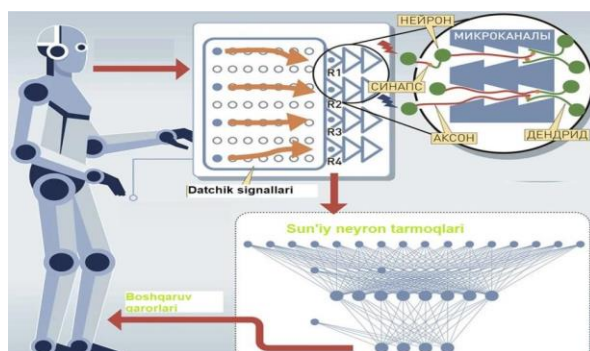 НЕЙРОН
МИКРОКАНАЛЫ
R1
СИНАПС
R2
R3
АКСОН
ДЕНДРИД
R4
Datchik signallari
Sun'iy neyron tarmoqlari
Boshqaruv
qarorlari